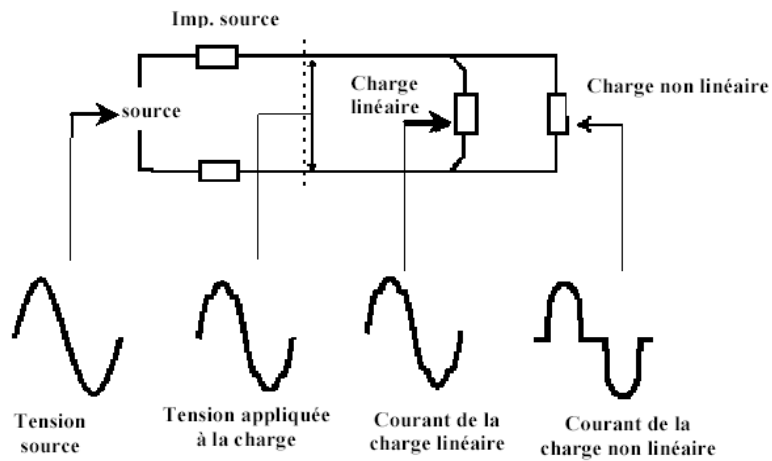 Imp. source
source
Charge
linéaire
Charge non linéaire
Tension
source
Tension appliquée
à la charge
Courant de la
charge linéaire
Courant de la
charge non linéaire